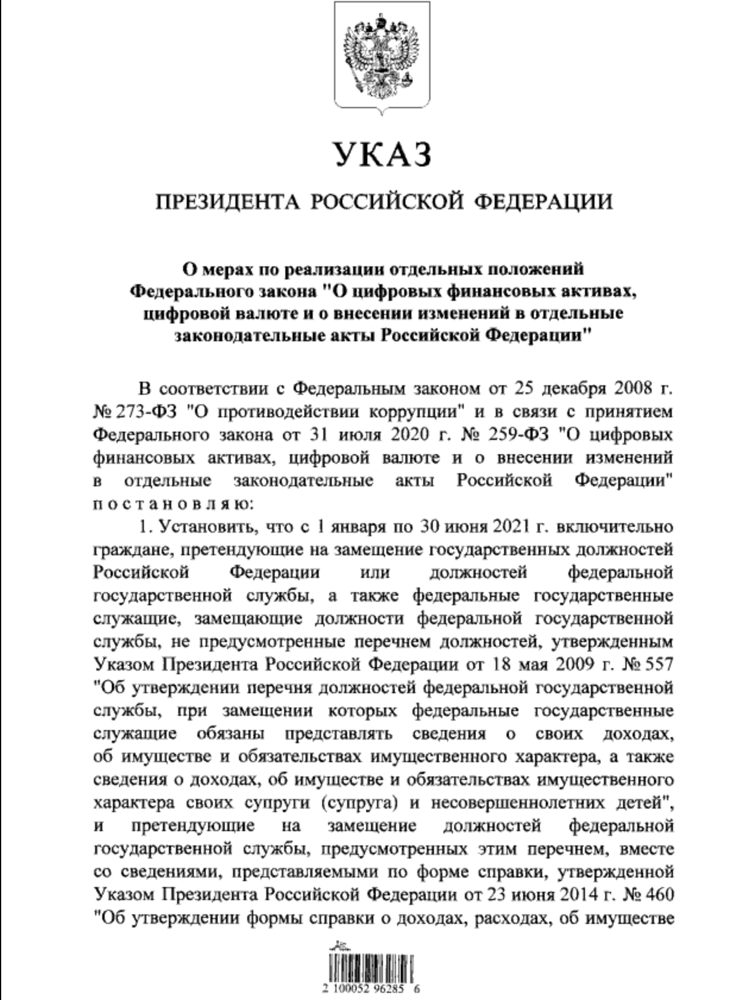 УКАЗ
ПРЕЗИДЕНТА РОССИЙСКОЙ ФЕДЕРАЦИИ
О мерах по реализации отдельных положений
Федерального закона "О цифровых финансовых активах,
цифровой валюте и о внесении изменений в отдельные
законодательные акты Российской Федерации"
В соответствии с Федеральным законом от 25 декабря 2008 г.
№ 273-ФЗ "О противодействии коррупции" и в связи с принятием
Федерального закона от 31 июля 2020 г. № 259-ФЗ "О цифровых
финансовых активах, цифровой валюте и о внесении изменений
в отдельные законодательные акты Российской Федерации"
п о с т а н о в л я ю:
1. Установить, что с 1 января по 30 июня 2021 г. включительно
граждане, претендующие на замещение государственных должностей
Российской Федерации или должностей федеральной
государственной службы, а также федеральные государственные
служащие, замещающие должности федеральной государственной
службы, не предусмотренные перечнем должностей, утвержденным
Указом Президента Российской Федерации от 18 мая 2009 г. № 557
"Об утверждении перечня должностей федеральной государственной
службы, при замещении которых федеральные государственные
служащие обязаны представлять сведения о своих доходах,
об имуществе и обязательствах имущественного характера, а также
сведения о доходах, об имуществе и обязательствах имущественного
характера своих супруги (супруга) и несовершеннолетних детей",
и претендующие на замещение должностей федеральной
государственной службы, предусмотренных этим перечнем, вместе
со сведениями, представляемыми по форме справки, утвержденной
Указом Президента Российской Федерации от 23 июня 2014 г. № 460
"Об утверждении формы справки о доходах, расходах, об имуществе
2 100052 96285 6